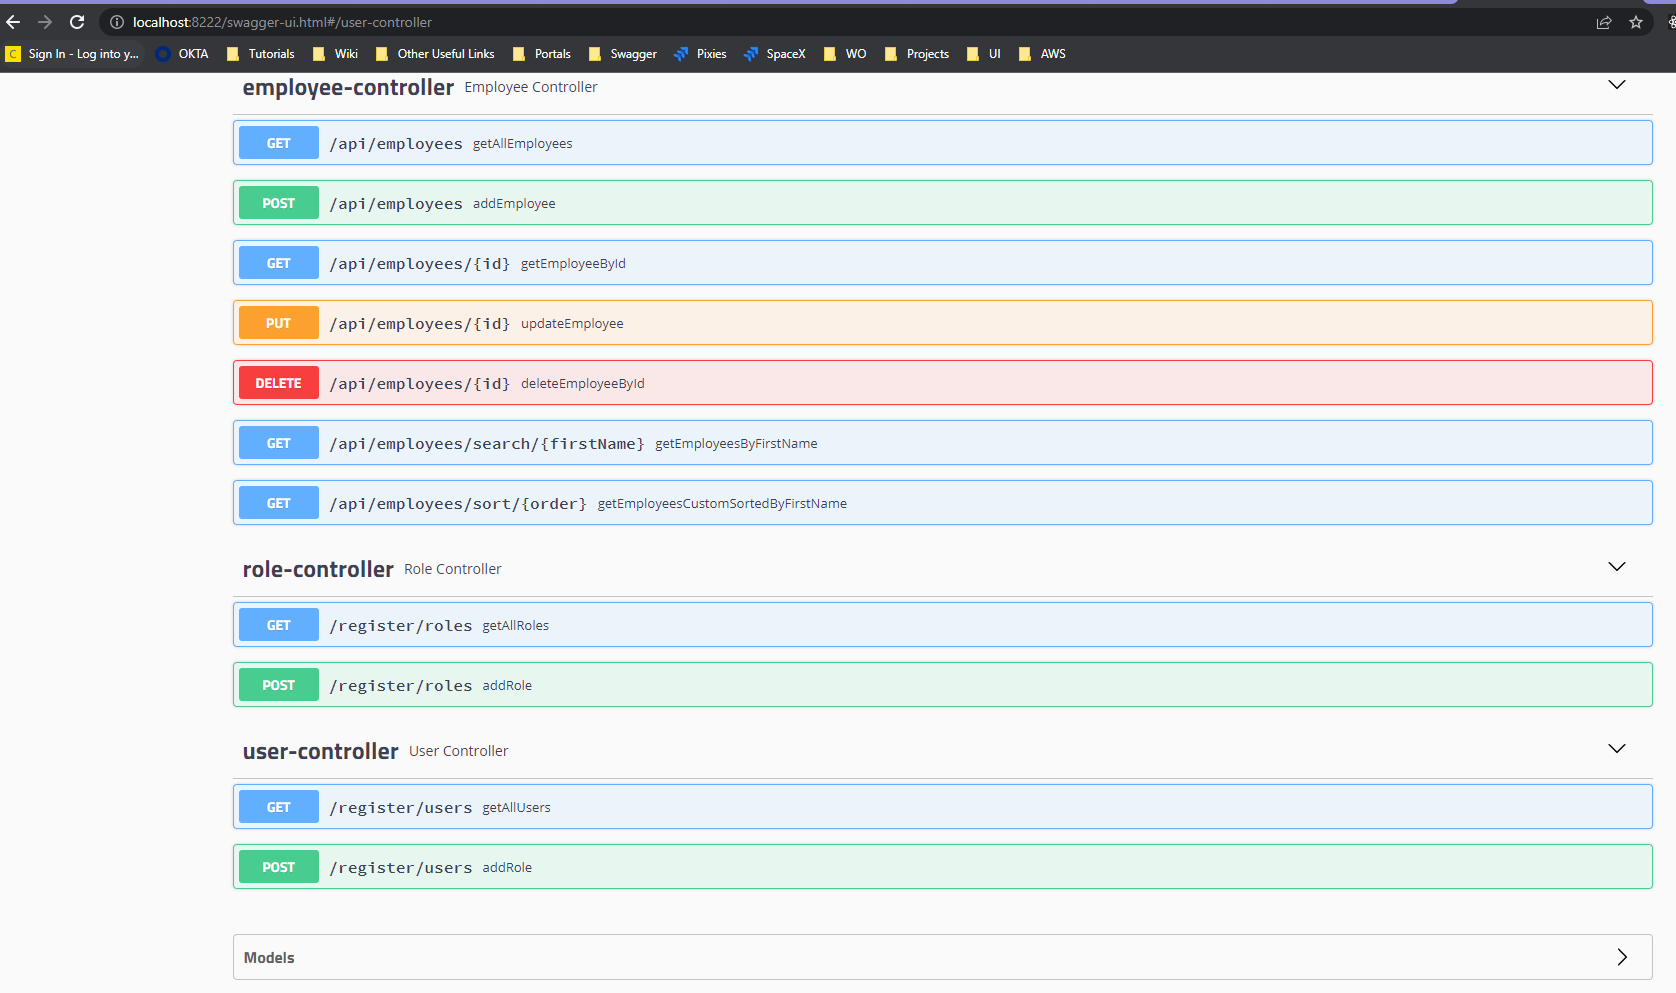 localhost:8222/swagger-ui.html#/user-controller
C Sign In - Log into y... OKTA Tutorials Wiki Other Useful Links Portals Swagger Pixies SpaceX WO Projects UI AWS
employee-controller Employee Controller
GET /api/employees getAllEmployees
POST /api/employees addEmployee
GET /api/employees/{id} getEmployeeById
PUT /api/employees/{id} updateEmployee
DELETE /api/employees/{id} deleteEmployeeById
GET /api/employees/search/{firstName} getEmployeesByFirstName
GET /api/employees/sort/{order} getEmployeesCustomSortedByFirstName
role-controller Role Controller
GET /register/roles getAllRoles
POST /register/roles addRole
user-controller User Controller
GET /register/users getAllUsers
POST /register/users addRole
Models